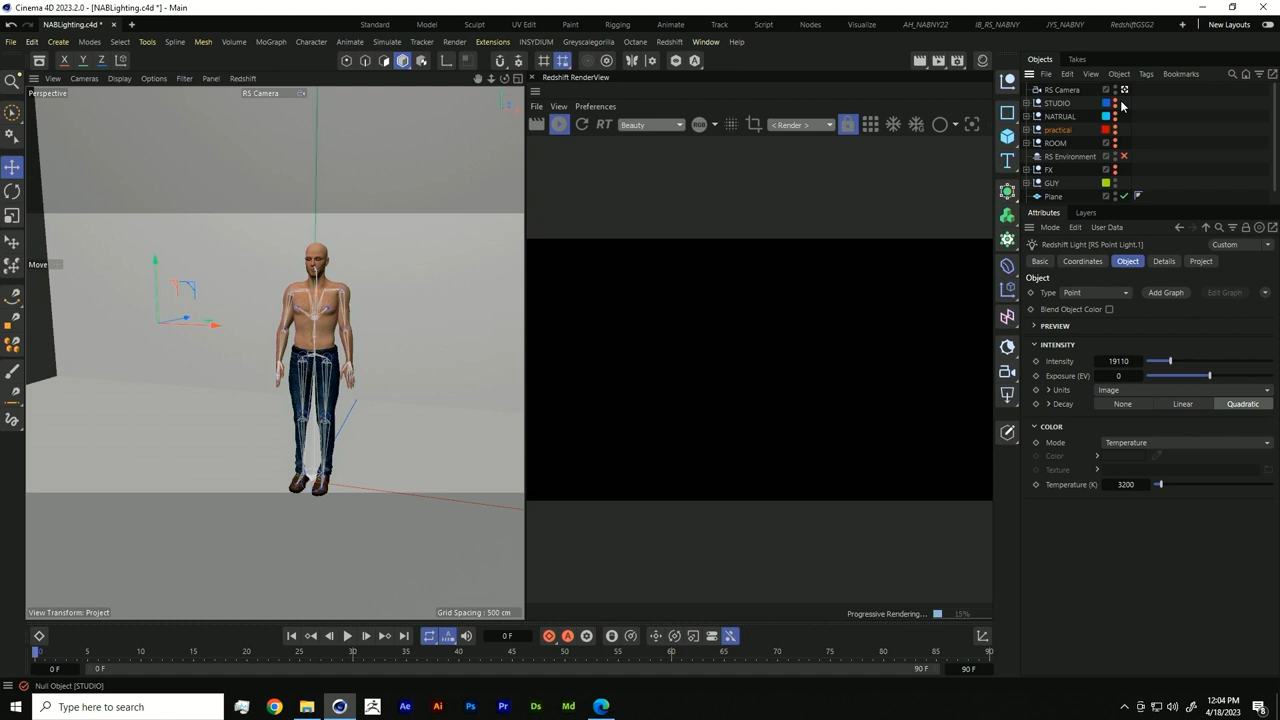 Cinema 4D 2023.2.0 - [NABLighting.c4d *] - Main
NABLighting.c4d *
Standard
Model
Sculpt
UV Edit
Paint
Rigging
Animate
Track
Script
Nodes
Visualize
AH_NABNY22
IB_RS_NABNY
JYS_NABNY
RedshiftGSG2
New Layouts
File Edit Create Modes Select Tools Spline Mesh Volume MoGraph Character Animate Simulate Tracker Render Extensions INSYDIUM Greyscalegorilla Octane Redshift Window Help
X Y Z
Objects Takes
View Cameras Display Options Filter Panel Redshift
Redshift RenderView
File Edit View Object Tags Bookmarks
Perspective
RS Camera
File View Preferences
RT Beauty RGB < Render >
RS Camera
STUDIO
NATRUAL
practical
ROOM
RS Environment
FX
GUY
Plane
Attributes Layers
Mode Edit User Data
Redshift Light [RS Point Light.1]
Custom
Basic Coordinates Object Details Project
Object
Type Point Add Graph Edit Graph
Blend Object Color
PREVIEW
INTENSITY
Intensity 19110
Exposure (EV) 0
Units Image
Decay None Linear Quadratic
COLOR
Mode Temperature
Color
Texture
Temperature (K) 3200
Move
View Transform: Project
Grid Spacing : 500 cm
Progressive Rendering... 15%
0 F
0 5 10 15 20 25 30 35 40 45 50 55 60 65 70 75 80 85 90
0 F 0 F 90 F 90 F
Null Object [STUDIO]
Type here to search
Ae Ai Ps Pr Ds Md
12:04 PM
4/18/2023